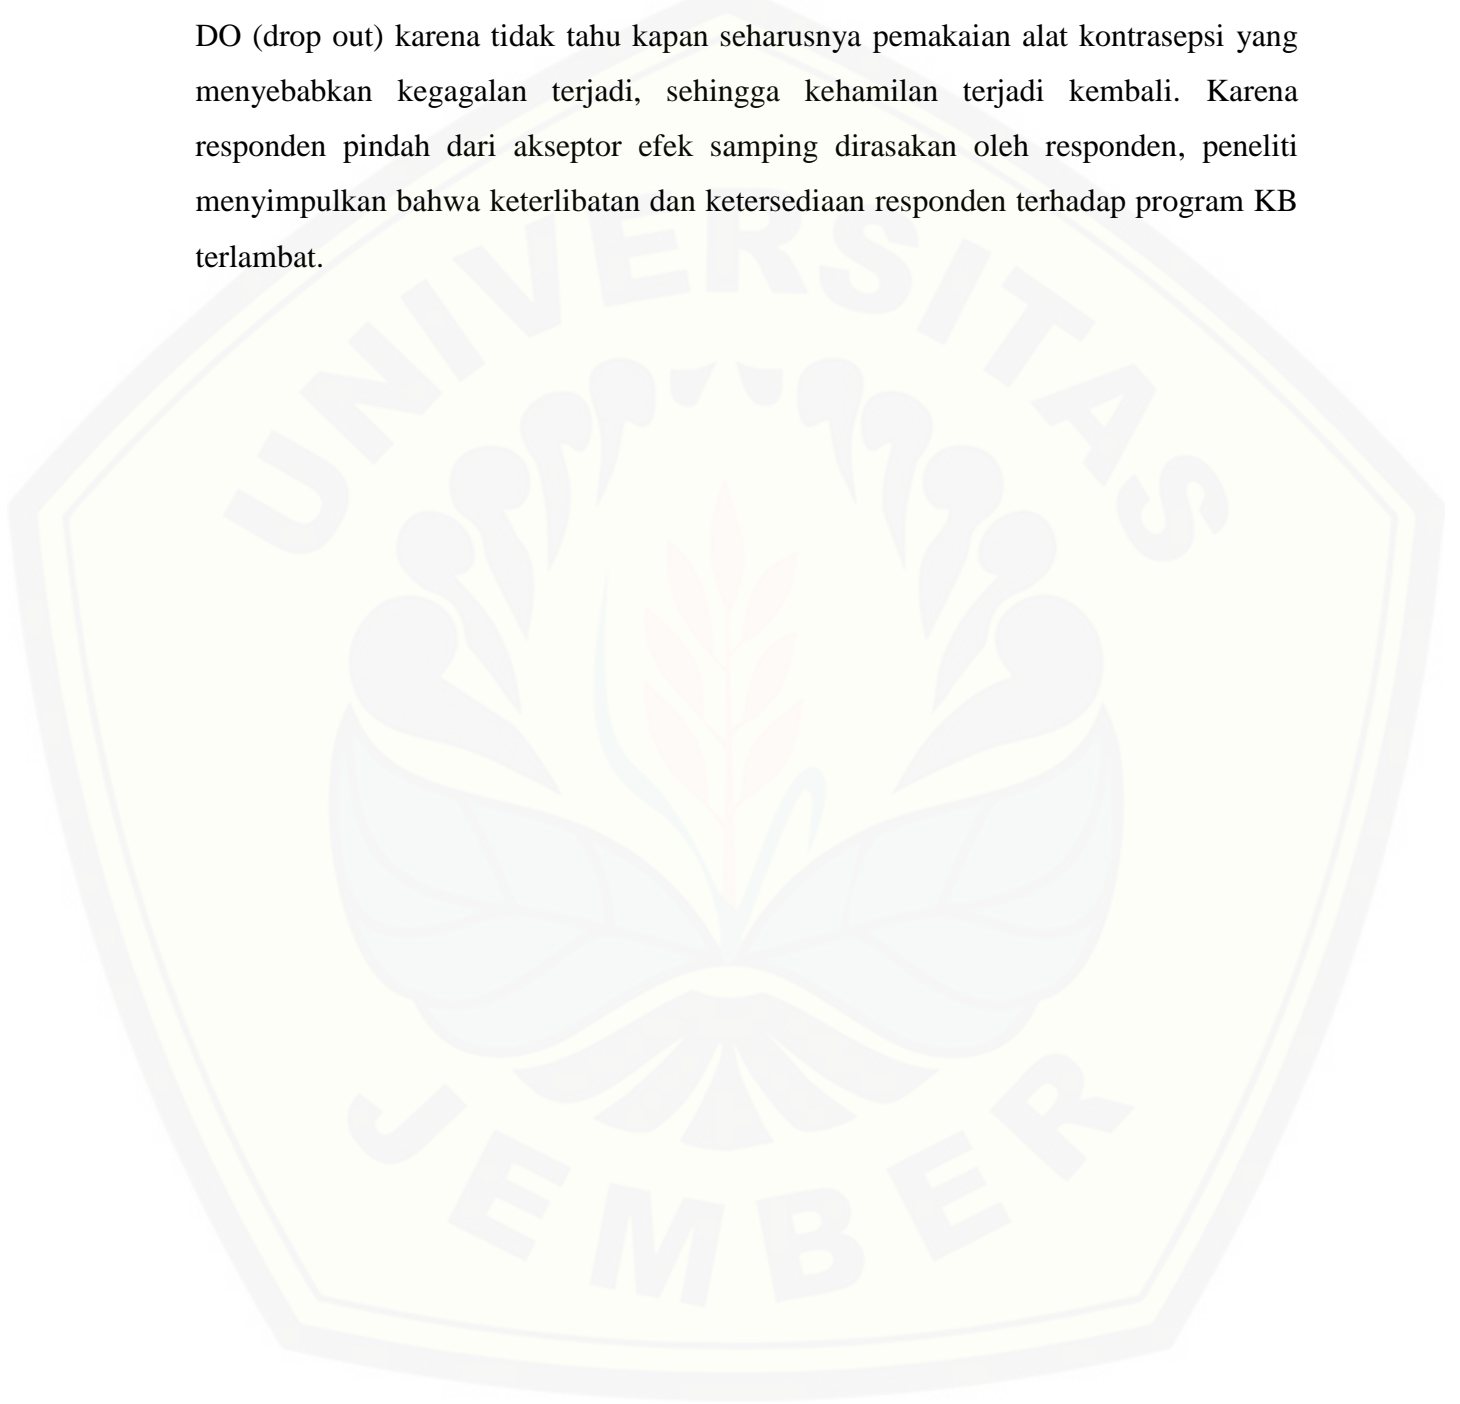 DO (drop out) karena tidak tahu kapan seharusnya pemakaian alat kontrasepsi yang
menyebabkan kegagalan terjadi, sehingga kehamilan terjadi kembali. Karena
responden pindah dari akseptor efek samping dirasakan oleh responden, peneliti
menyimpulkan bahwa keterlibatan dan ketersediaan responden terhadap program KB
terlambat.
UNIVERSITAS
JEMBER